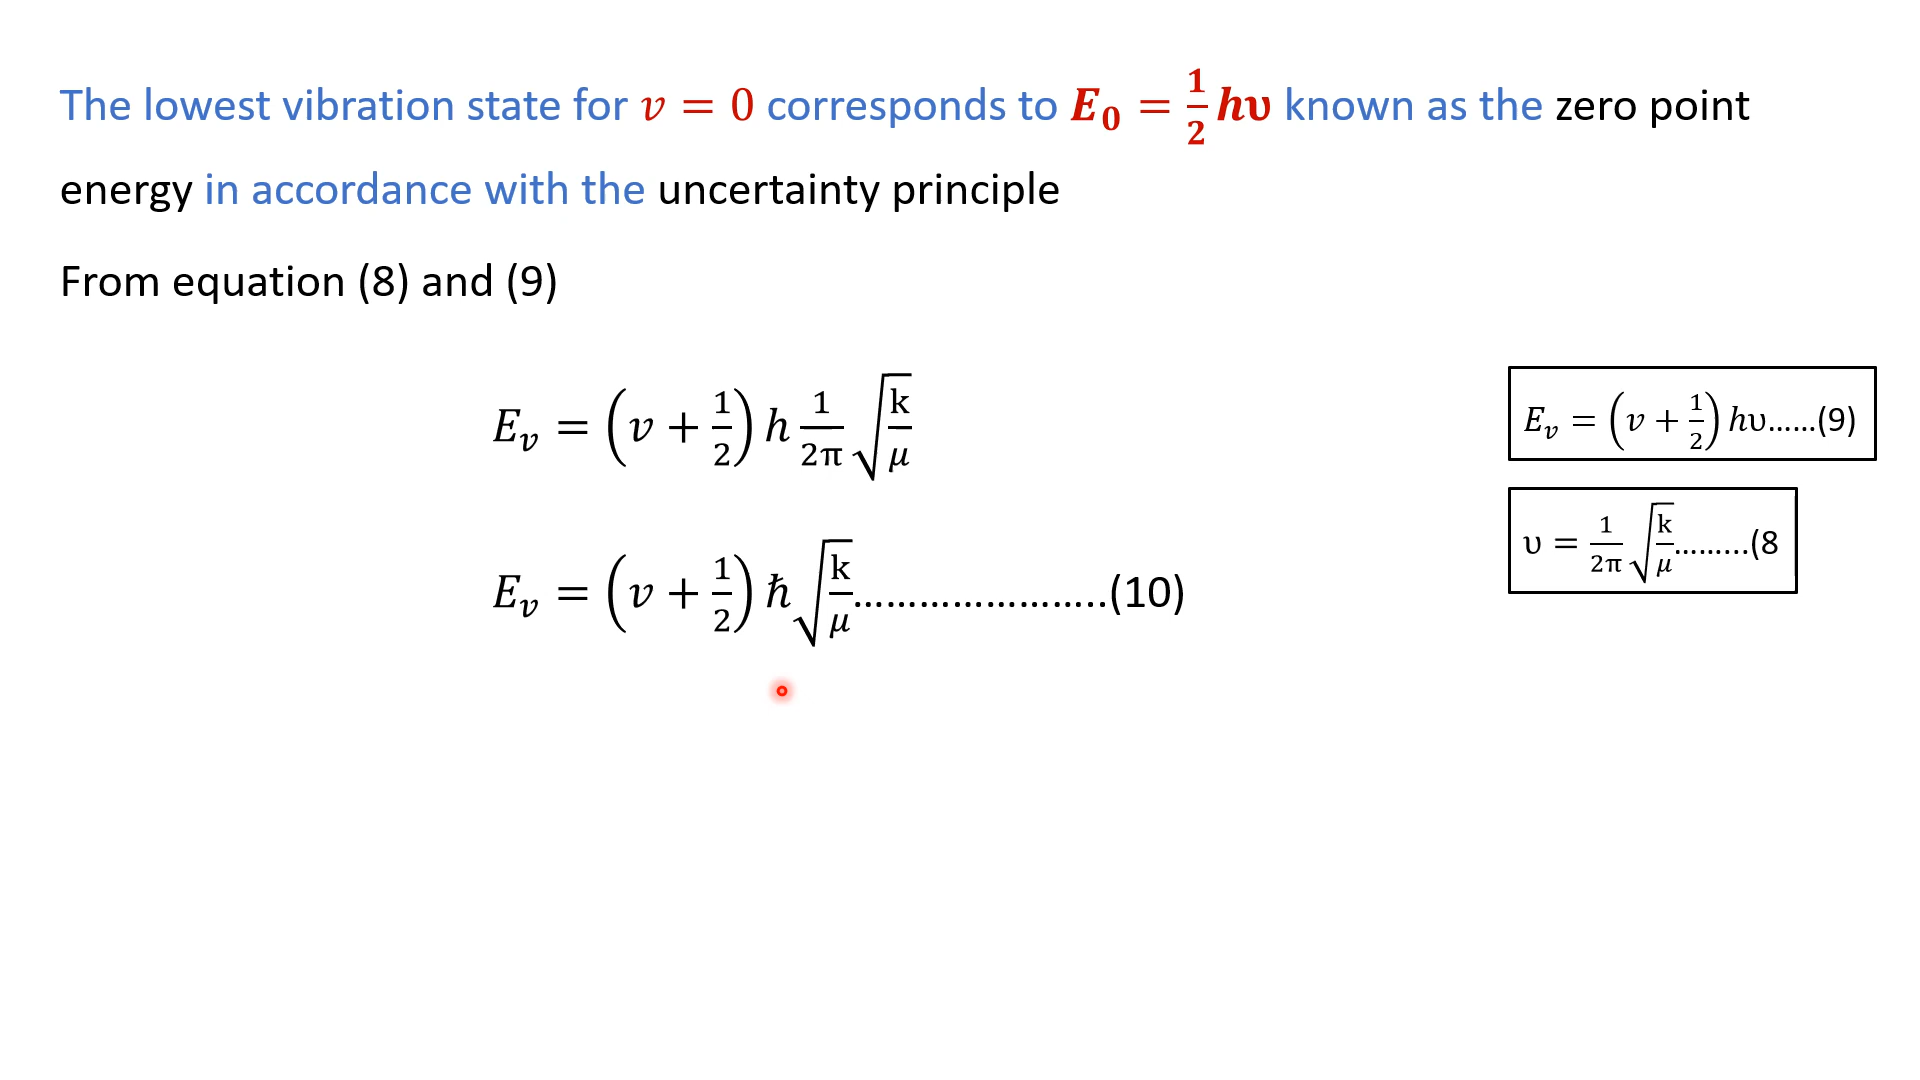 The lowest vibration state for 𝑣 = 0 corresponds to 𝑬₀ = 1/2 𝒉υ known as the zero point
energy in accordance with the uncertainty principle
From equation (8) and (9)
𝐸ᵥ = (𝑣 + 1/2) ℎ 1/2π √(k/𝜇)
𝐸ᵥ = (𝑣 + 1/2) ℎυ......(9)
υ = 1/2π √(k/𝜇).........(8
𝐸ᵥ = (𝑣 + 1/2) ℏ√(k/𝜇).......................(10)